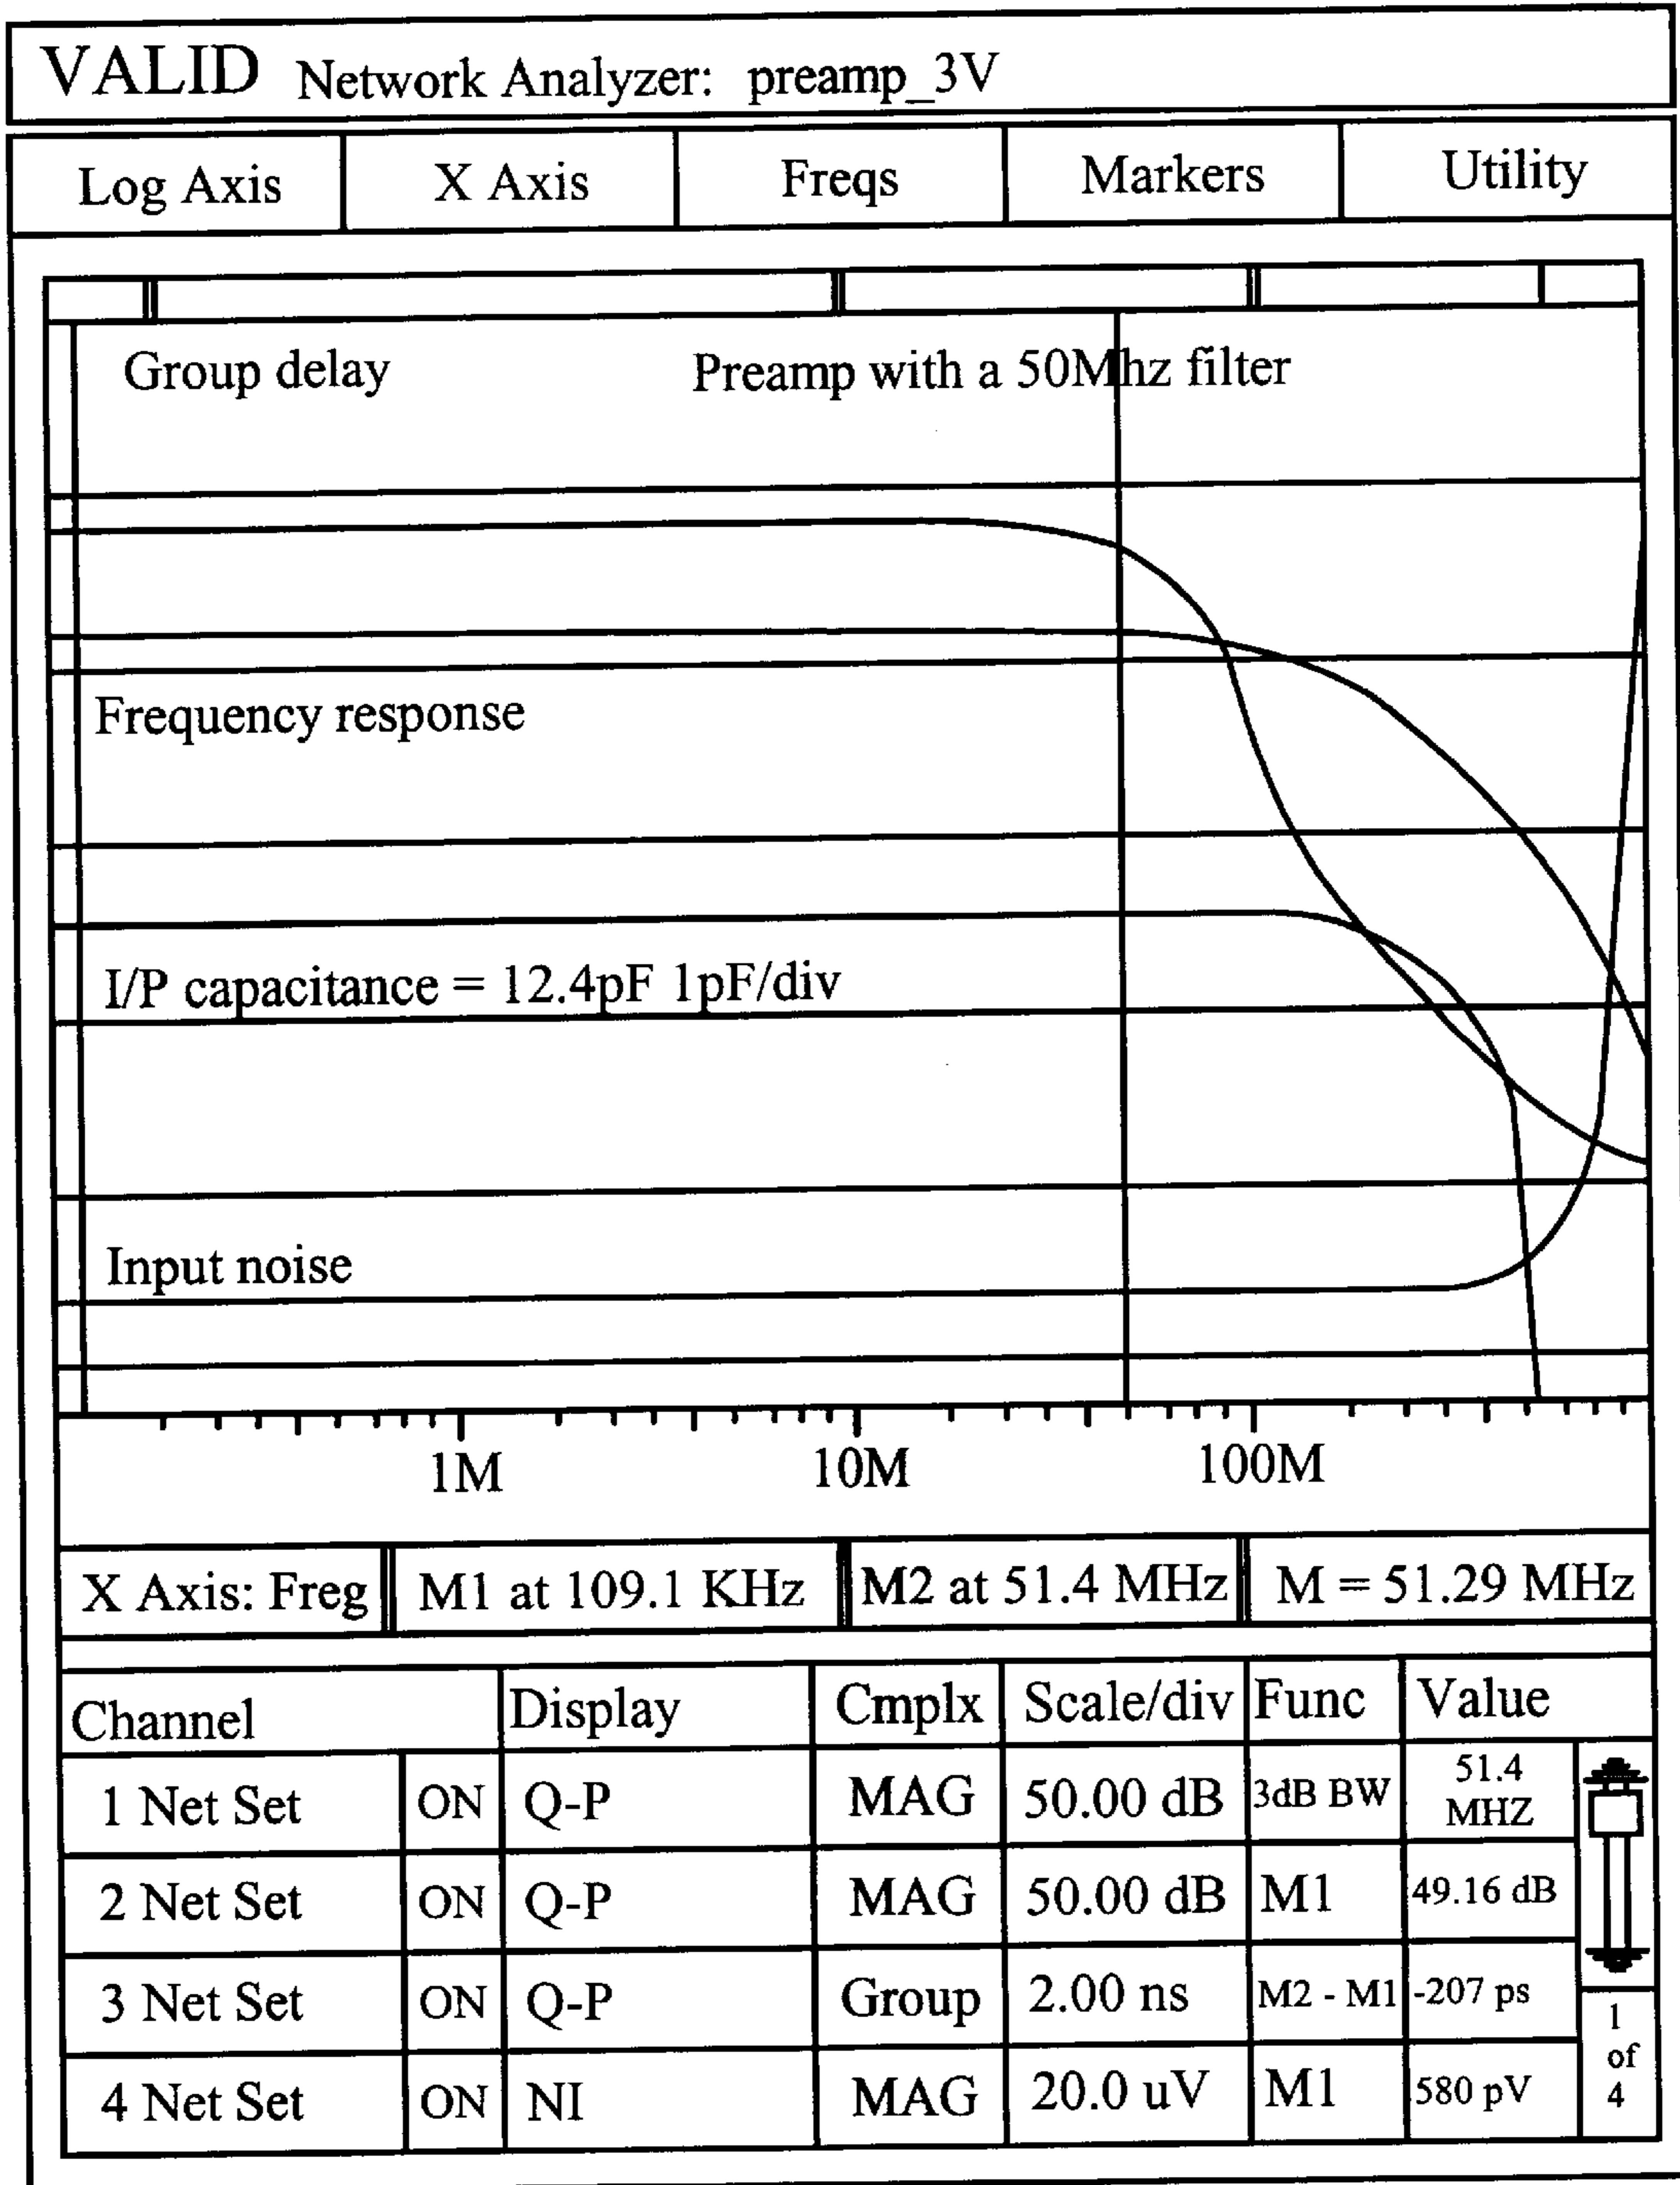 VALID Network Analyzer: preamp_3V
Log Axis X Axis Freqs Markers Utility
Group delay Preamp with a 50Mhz filter
Frequency response
I/P capacitance = 12.4pF 1pF/div
Input noise
1M 10M 100M
X Axis: Freg M1 at 109.1 KHz M2 at 51.4 MHz M = 51.29 MHz
Channel Display Cmplx Scale/div Func Value
1 Net Set ON Q-P MAG 50.00 dB 3dB BW 51.4 MHZ
2 Net Set ON Q-P MAG 50.00 dB M1 49.16 dB
3 Net Set ON Q-P Group 2.00 ns M2 - M1 -207 ps
4 Net Set ON NI MAG 20.0 uV M1 580 pV
1 of 4